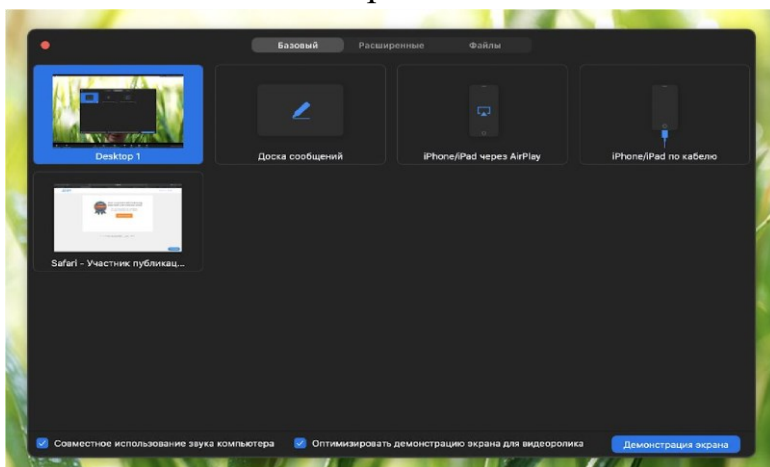 Базовый Расширенные Файлы
Desktop 1 Доска сообщений iPhone/iPad через AirPlay iPhone/iPad по кабелю
Safari - Участник публикац...
Совместное использование звука компьютера Оптимизировать демонстрацию экрана для видеоролика Демонстрация экрана